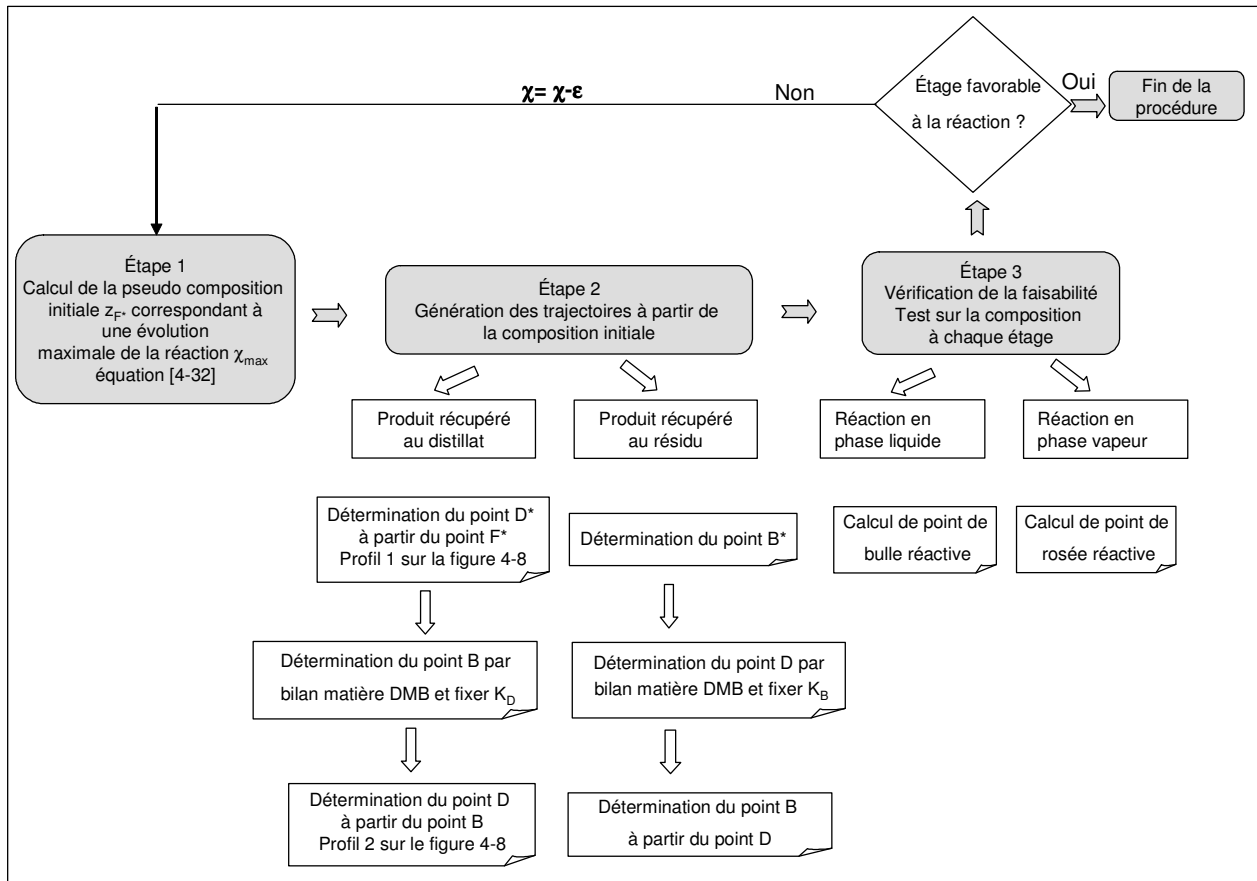 Étage favorable
à la réaction ?
Oui
Fin de la
procédure
Non
χ= χ-ε
Étape 1
Calcul de la pseudo composition
initiale zF* correspondant à
une évolution
maximale de la réaction χmax
équation [4-32]
Étape 2
Génération des trajectoires à partir de
la composition initiale
Étape 3
Vérification de la faisabilité
Test sur la composition
à chaque étage
Produit récupéré
au distillat
Produit récupéré
au résidu
Réaction en
phase liquide
Réaction en
phase vapeur
Détermination du point D*
à partir du point F*
Profil 1 sur la figure 4-8
Détermination du point B*
Calcul de point de
bulle réactive
Calcul de point de
rosée réactive
Détermination du point B par
bilan matière DMB et fixer KD
Détermination du point D par
bilan matière DMB et fixer KB
Détermination du point D
à partir du point B
Profil 2 sur le figure 4-8
Détermination du point B
à partir du point D